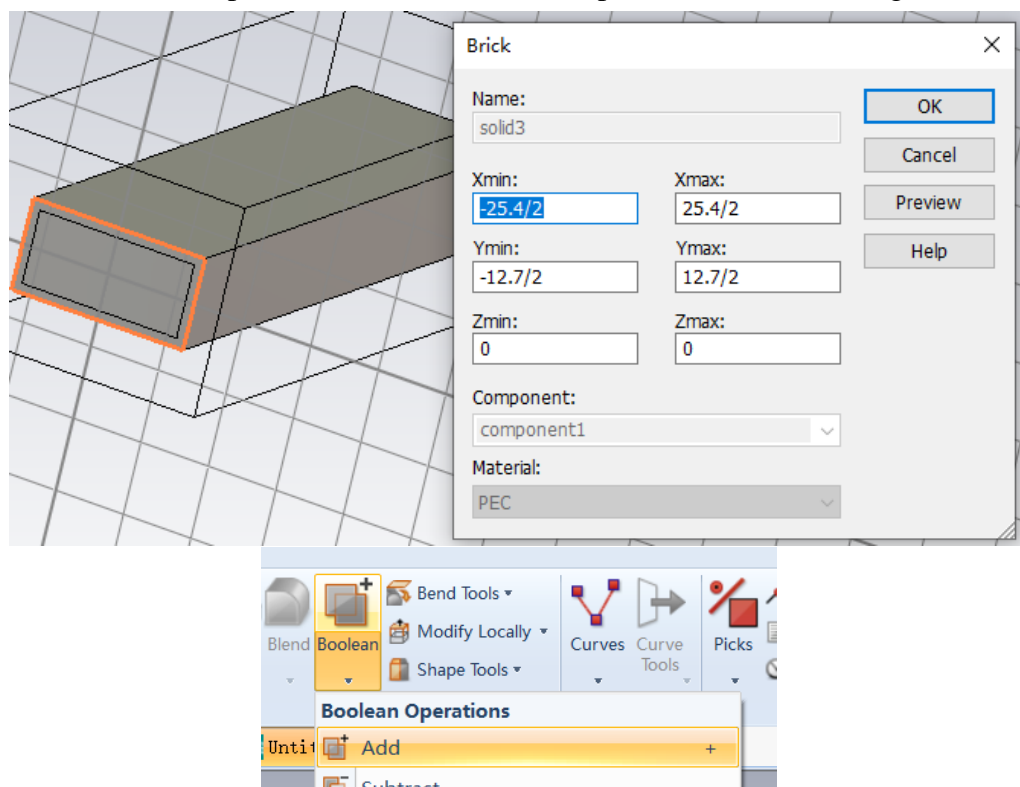 Brick
Name:
solid3
OK
Cancel
Xmin:
Xmax:
-25.4/2
25.4/2
Preview
Ymin:
Ymax:
Help
-12.7/2
12.7/2
Zmin:
Zmax:
0
0
Component:
component1
Material:
PEC
Bend Tools
Modify Locally
Blend
Boolean
Curves
Curve
Tools
Picks
Shape Tools
Boolean Operations
Untit
Add
+
Subtract